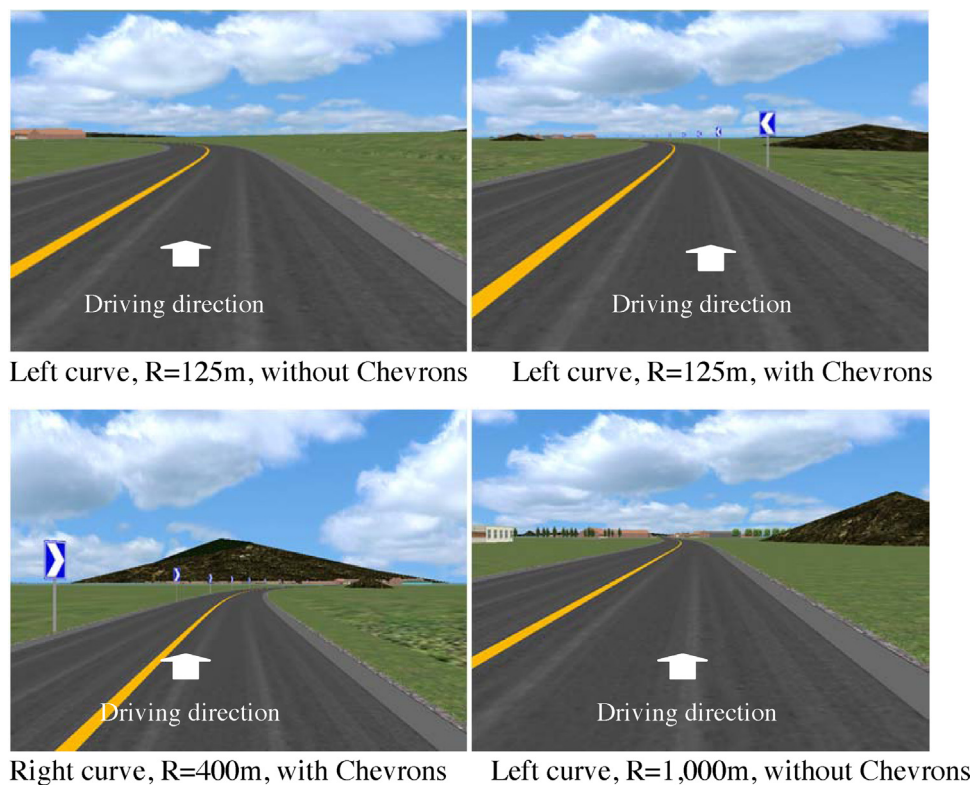 Driving direction
Driving direction
Left curve, R=125m, without Chevrons
Left curve, R=125m, with Chevrons
Driving direction
Driving direction
Right curve, R=400m, with Chevrons
Left curve, R=1,000m, without Chevrons